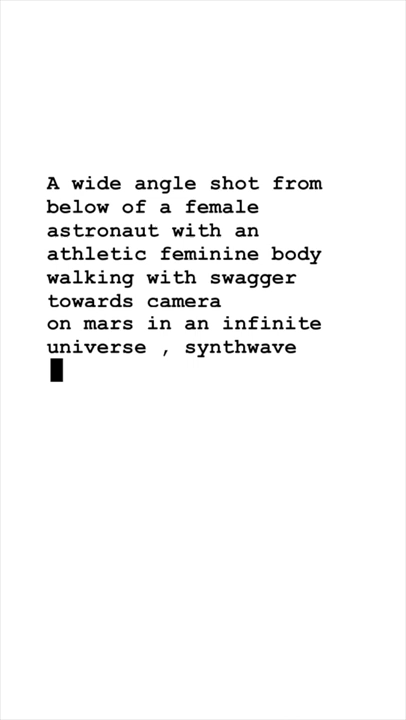 A wide angle shot from
below of a female
astronaut with an
athletic feminine body
walking with swagger
towards camera
on mars in an infinite
universe , synthwave